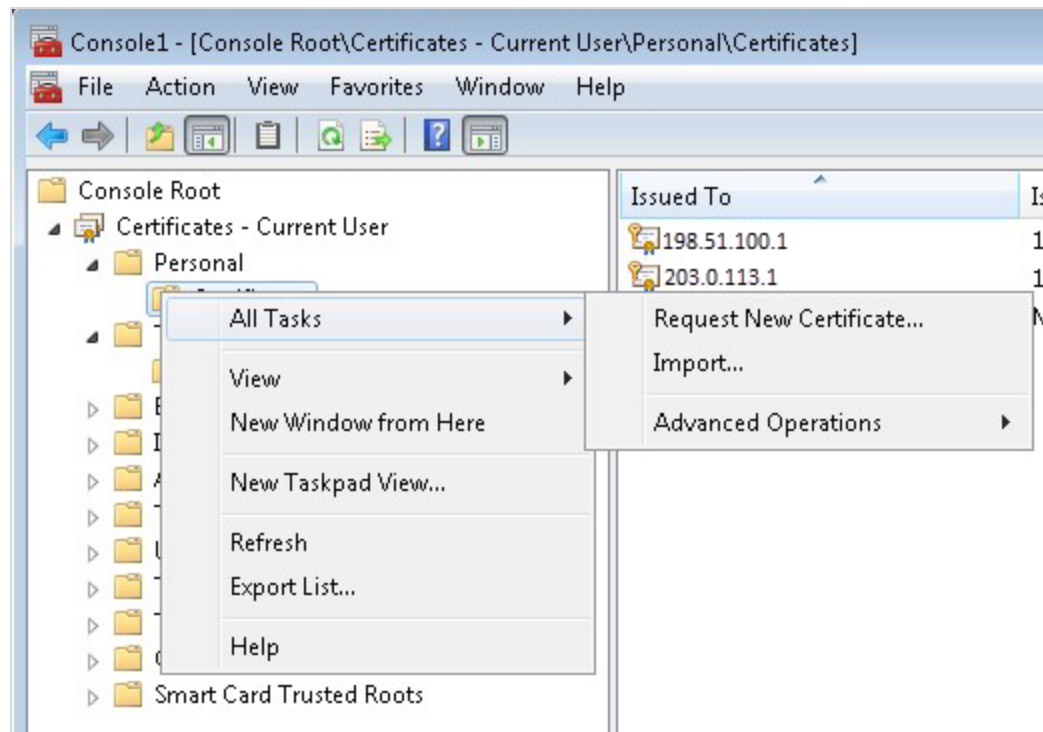 Console1 - [Console Root\Certificates - Current User\Personal\Certificates]
File Action View Favorites Window Help
Console Root
Certificates - Current User
Personal
Issued To
198.51.100.1
203.0.113.1
All Tasks
View
New Window from Here
New Taskpad View...
Refresh
Export List...
Help
Request New Certificate...
Import...
Advanced Operations
Smart Card Trusted Roots